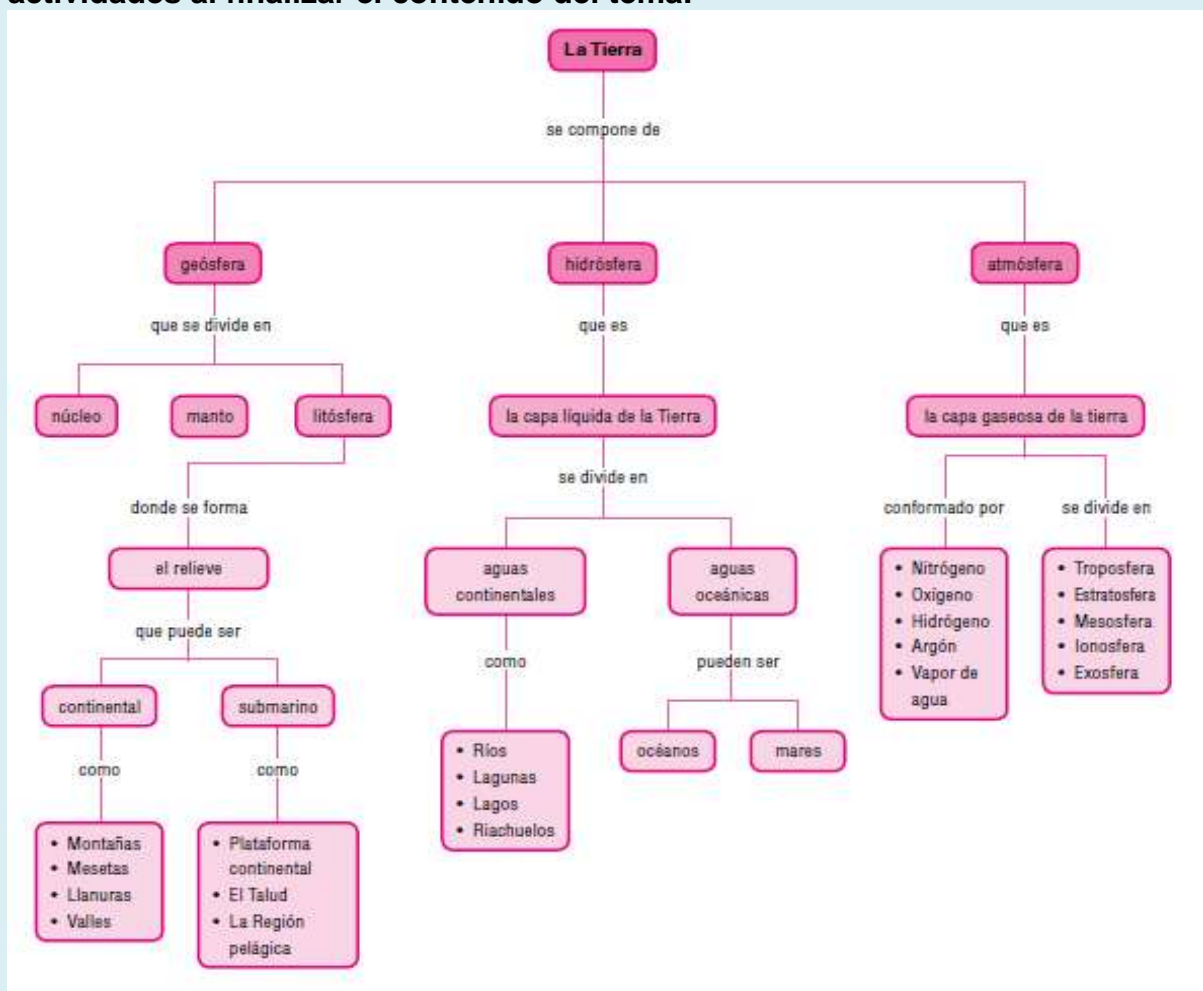 actividades al finalizar el contenido del tema.
La Tierra
se compone de
geósfera
hidrósfera
atmósfera
que se divide en
que es
que es
núcleo
manto
litósfera
la capa líquida de la Tierra
la capa gaseosa de la tierra
donde se forma
se divide en
conformado por
se divide en
el relieve
aguas
continentales
aguas
oceánicas
• Nitrógeno
• Oxígeno
• Hidrógeno
• Argón
• Vapor de
agua
• Troposfera
• Estratosfera
• Mesosfera
• Ionosfera
• Exosfera
que puede ser
como
pueden ser
continental
submarino
océanos
mares
como
como
• Ríos
• Lagunas
• Lagos
• Riachuelos
• Montañas
• Mesetas
• Llanuras
• Valles
• Plataforma
continental
• El Talud
• La Región
pelágica